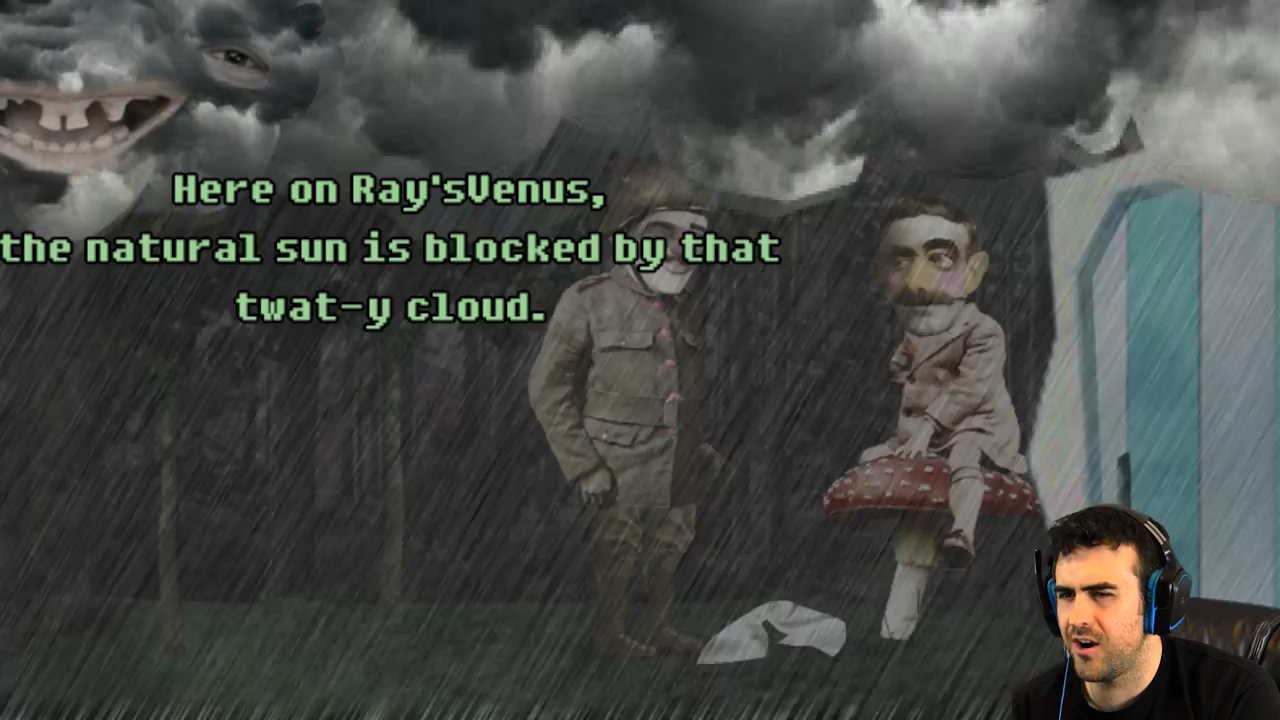 Here on Ray'sVenus,
the natural sun is blocked by that
twat-y cloud.